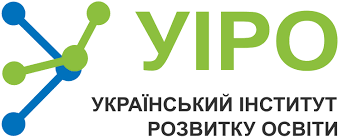 УІРО
УКРАЇНСЬКИЙ ІНСТИТУТ
РОЗВИТКУ ОСВІТИ